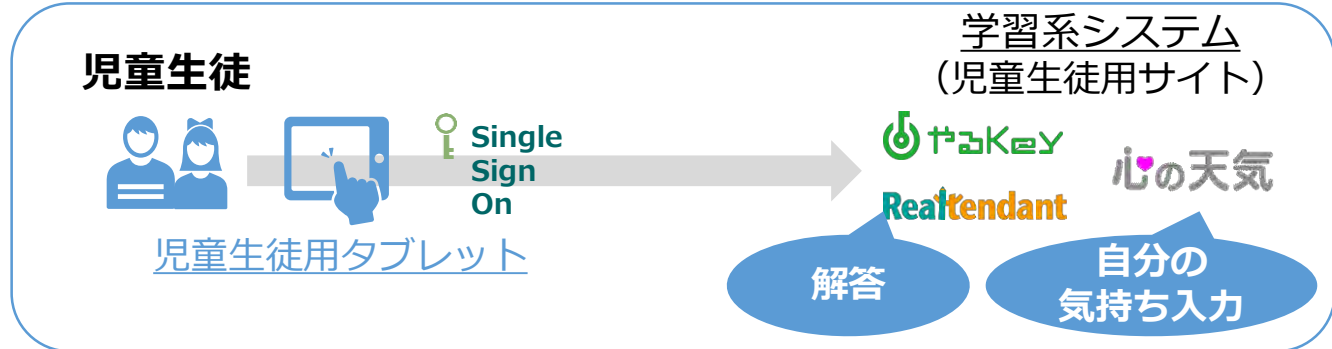 児童生徒
Single
Sign
On
児童生徒用タブレット
学習系システム
（児童生徒用サイト）
やるKey
Realtendant
心の天気
解答
自分の
気持ち入力